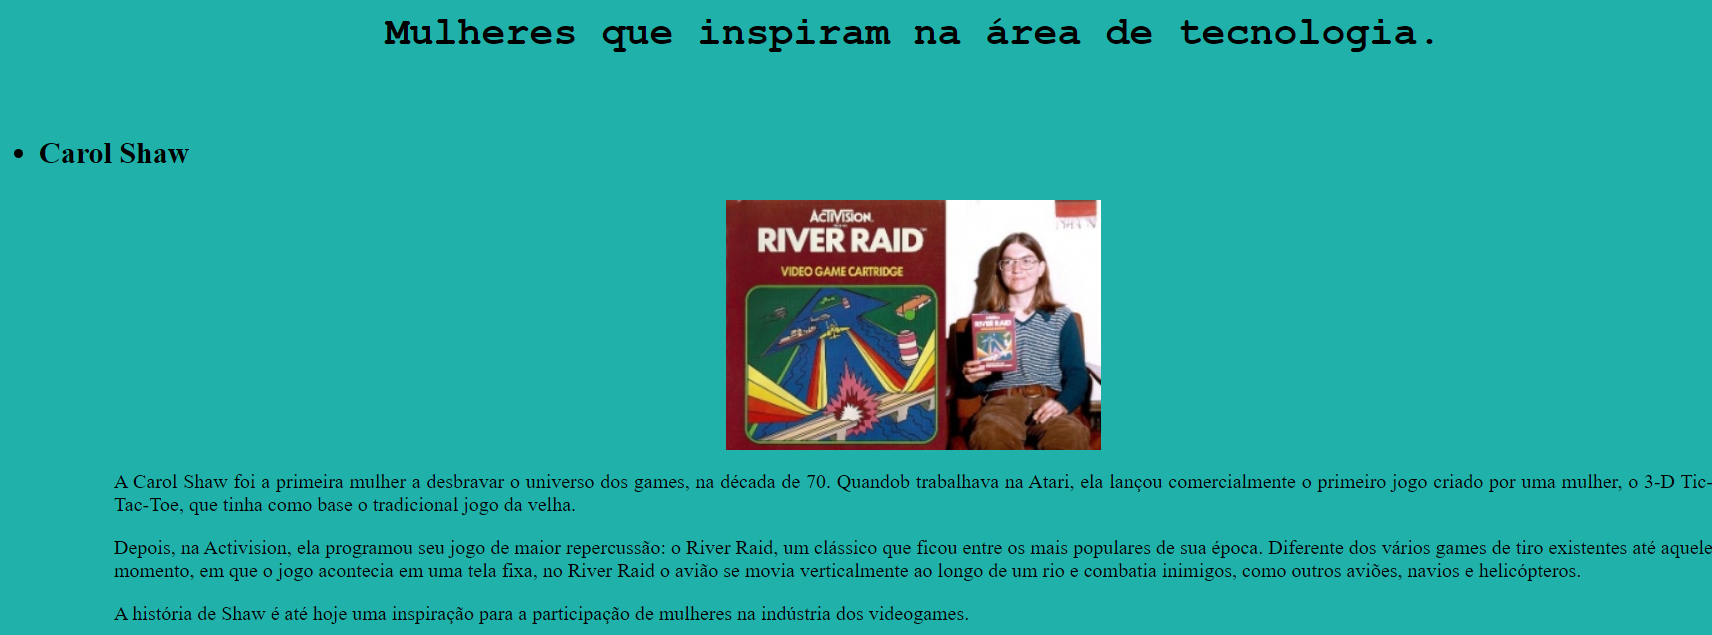 Mulheres que inspiram na área de tecnologia.
• Carol Shaw
ACTIVISION
RIVER RAID™
VIDEO GAME CARTRIDGE
RIVER RAID
A Carol Shaw foi a primeira mulher a desbravar o universo dos games, na década de 70. Quandob trabalhava na Atari, ela lançou comercialmente o primeiro jogo criado por uma mulher, o 3-D Tic-
Tac-Toe, que tinha como base o tradicional jogo da velha.
Depois, na Activision, ela programou seu jogo de maior repercussão: o River Raid, um clássico que ficou entre os mais populares de sua época. Diferente dos vários games de tiro existentes até aquele
momento, em que o jogo acontecia em uma tela fixa, no River Raid o avião se movia verticalmente ao longo de um rio e combatia inimigos, como outros aviões, navios e helicópteros.
A história de Shaw é até hoje uma inspiração para a participação de mulheres na indústria dos videogames.